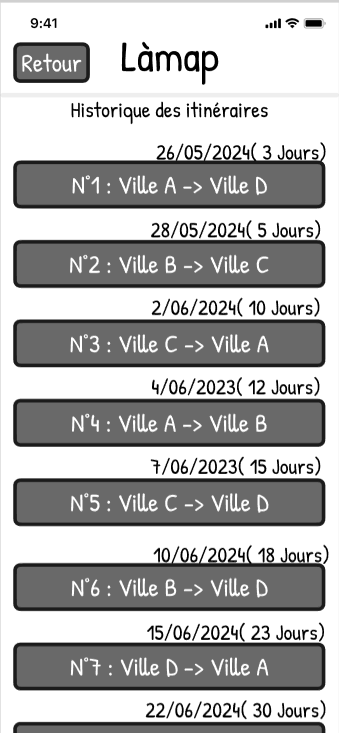 9:41
Retour
Làmap
Historique des itinéraires
26/05/2024( 3 Jours)
N°1 : Ville A -> Ville D
28/05/2024( 5 Jours)
N°2 : Ville B -> Ville C
2/06/2024( 10 Jours)
N°3 : Ville C -> Ville A
4/06/2023( 12 Jours)
N°4 : Ville A -> Ville B
7/06/2023( 15 Jours)
N°5 : Ville C -> Ville D
10/06/2024( 18 Jours)
N°6 : Ville B -> Ville D
15/06/2024( 23 Jours)
N°7 : Ville D -> Ville A
22/06/2024( 30 Jours)